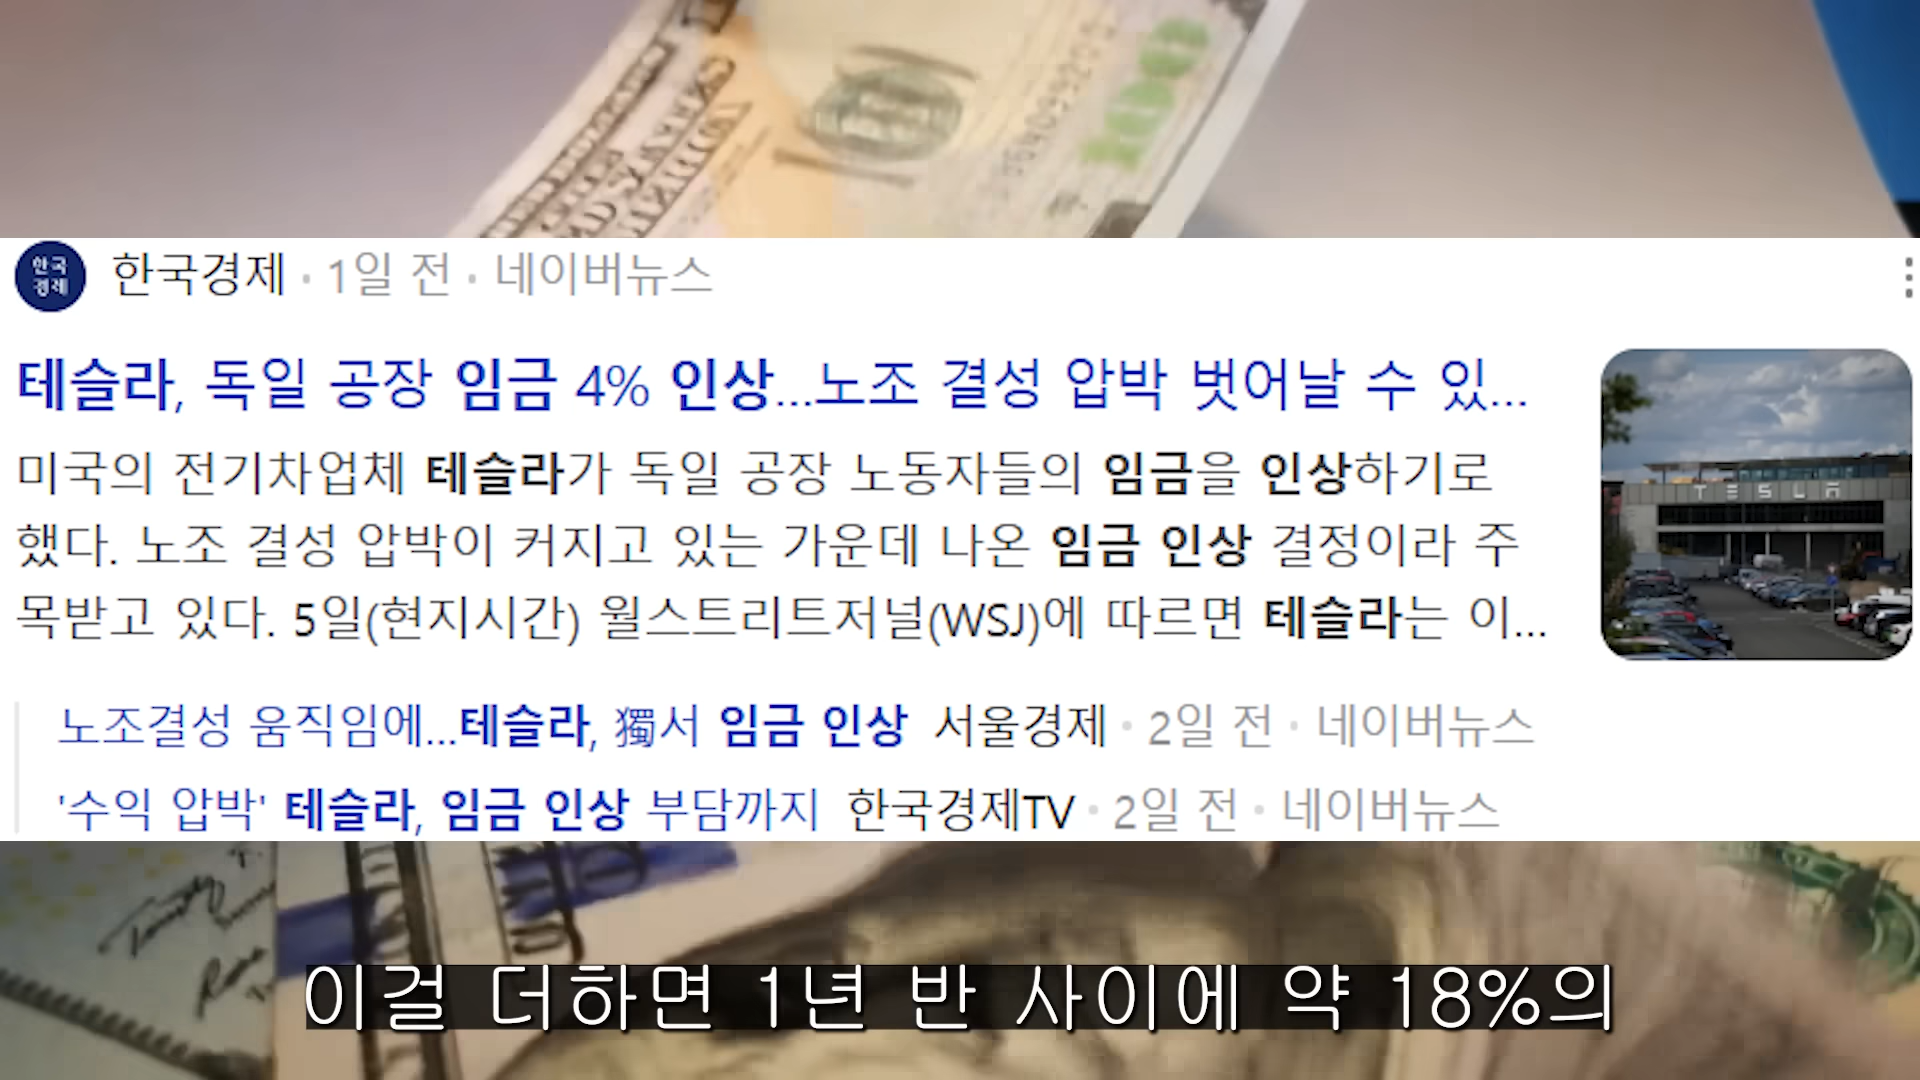 100
한국
경제
한국경제 · 1일 전 · 네이버뉴스
테슬라, 독일 공장 임금 4% 인상...노조 결성 압박 벗어날 수 있...
미국의 전기차업체 테슬라가 독일 공장 노동자들의 임금을 인상하기로
했다. 노조 결성 압박이 커지고 있는 가운데 나온 임금 인상 결정이라 주
목받고 있다. 5일(현지시간) 월스트리트저널(WSJ)에 따르면 테슬라는 이...
TESLA
노조결성 움직임에...테슬라, 獨서 임금 인상 서울경제 · 2일 전 · 네이버뉴스
'수익 압박' 테슬라, 임금 인상 부담까지 한국경제TV · 2일 전 · 네이버뉴스
이걸 더하면 1년 반 사이에 약 18%의